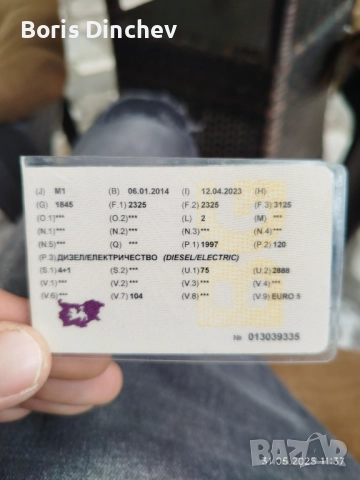 Boris Dinchev
(J) M1 (B) 06.01.2014 (I) 12.04.2023 (H)
(G) 1845 (F.1) 2325 (F.2) 2325 (F.3) 3125
(O.1)*** (O.2)*** (L) 2 (M) ***
(N.1)*** (N.2)*** (N.3)*** (N.4)***
(N.5)*** (Q) *** (P.1) 1997 (P.2) 120
(P.3) ДИЗЕЛ/ЕЛЕКТРИЧЕСТВО (DIESEL/ELECTRIC)
(S.1) 4+1 (S.2)*** (U.1) 75 (U.2) 2888
(V.1)*** (V.2)*** (V.3)*** (V.4)***
(V.6)*** (V.7) 104 (V.8)*** (V.9) EURO 5
№ 013039335
31.05.2025 11:37
BAZAR
bg